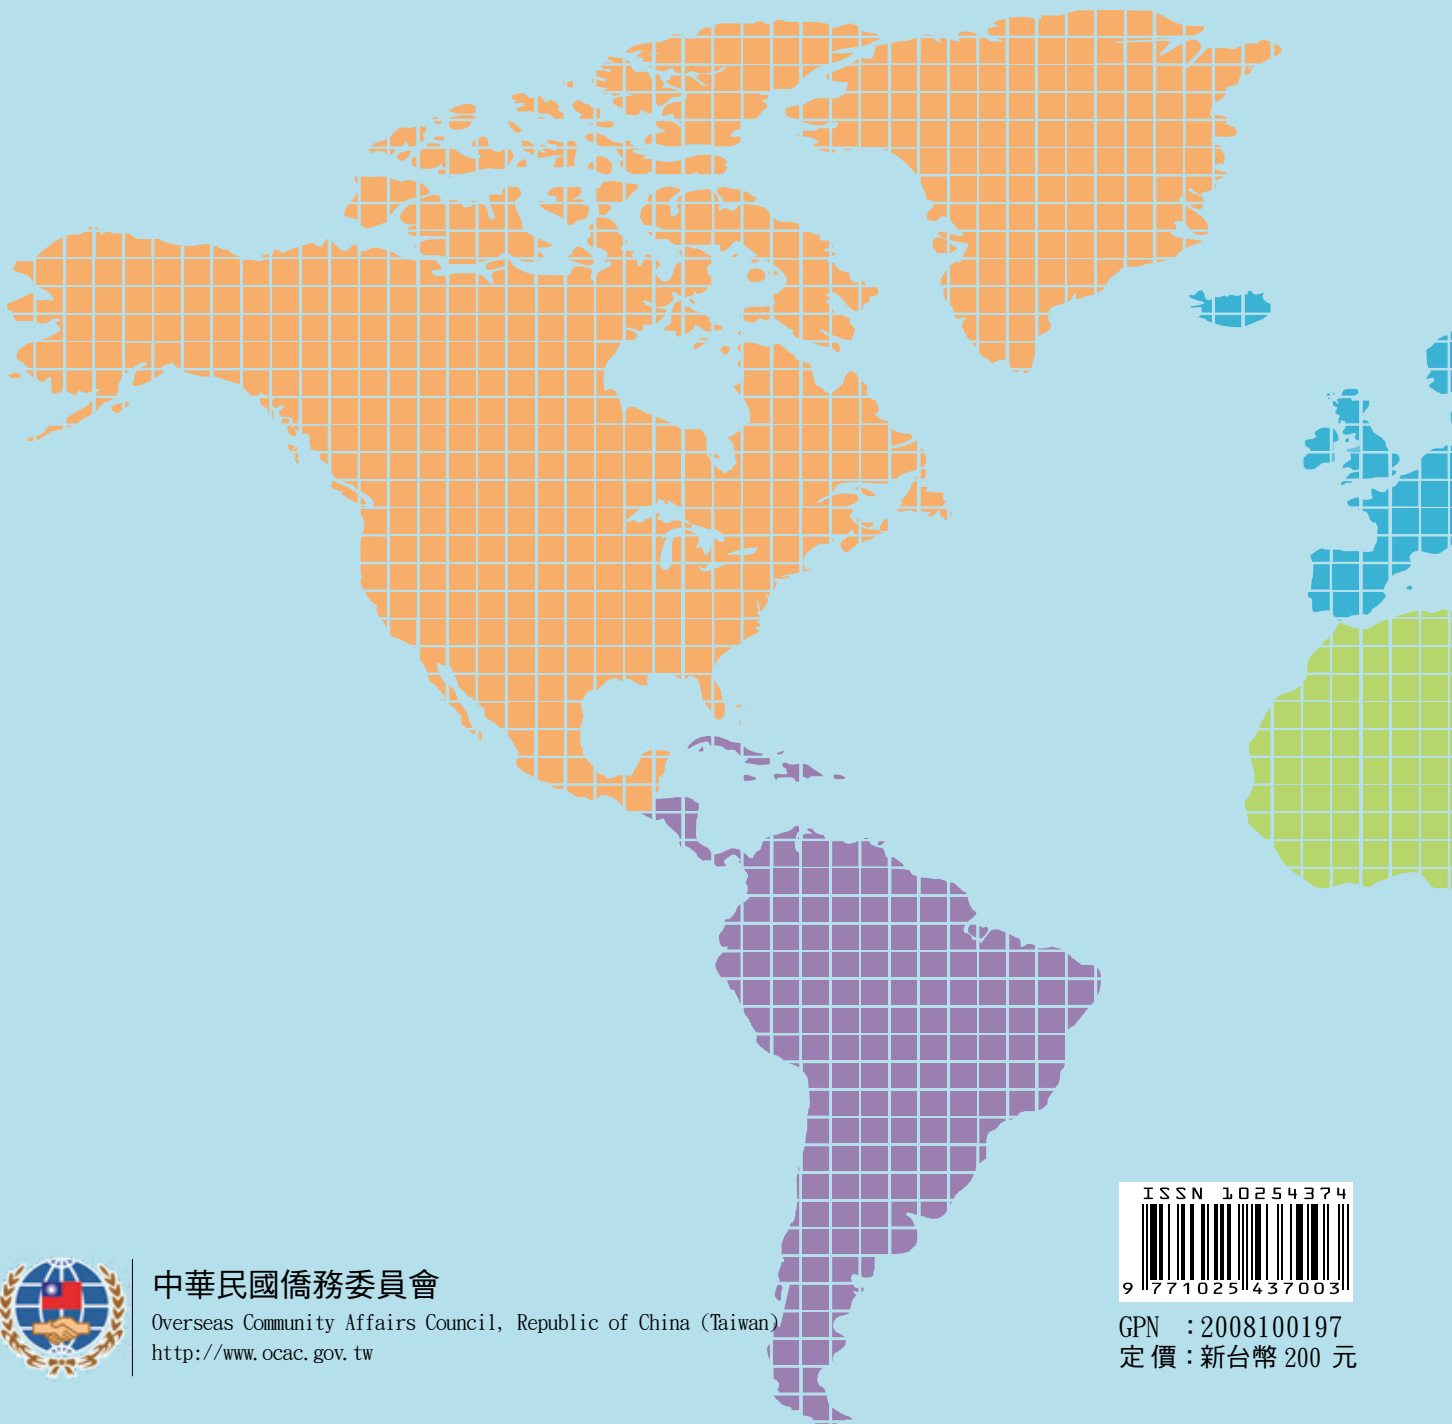 中華民國僑務委員會
Overseas Community Affairs Council, Republic of China (Taiwan)
http://www.ocac.gov.tw
ISSN 10254374
9 771025 437003
GPN :2008100197
定價：新台幣 200 元